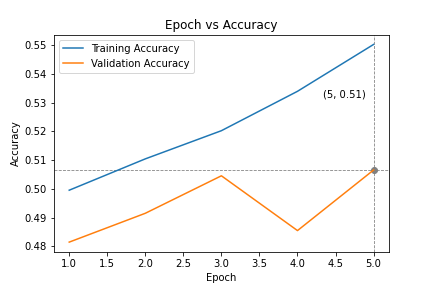 Epoch vs Accuracy
Training Accuracy
Validation Accuracy
(5, 0.51)
Accuracy
0.55
0.54
0.53
0.52
0.51
0.50
0.49
0.48
1.0 1.5 2.0 2.5 3.0 3.5 4.0 4.5 5.0
Epoch